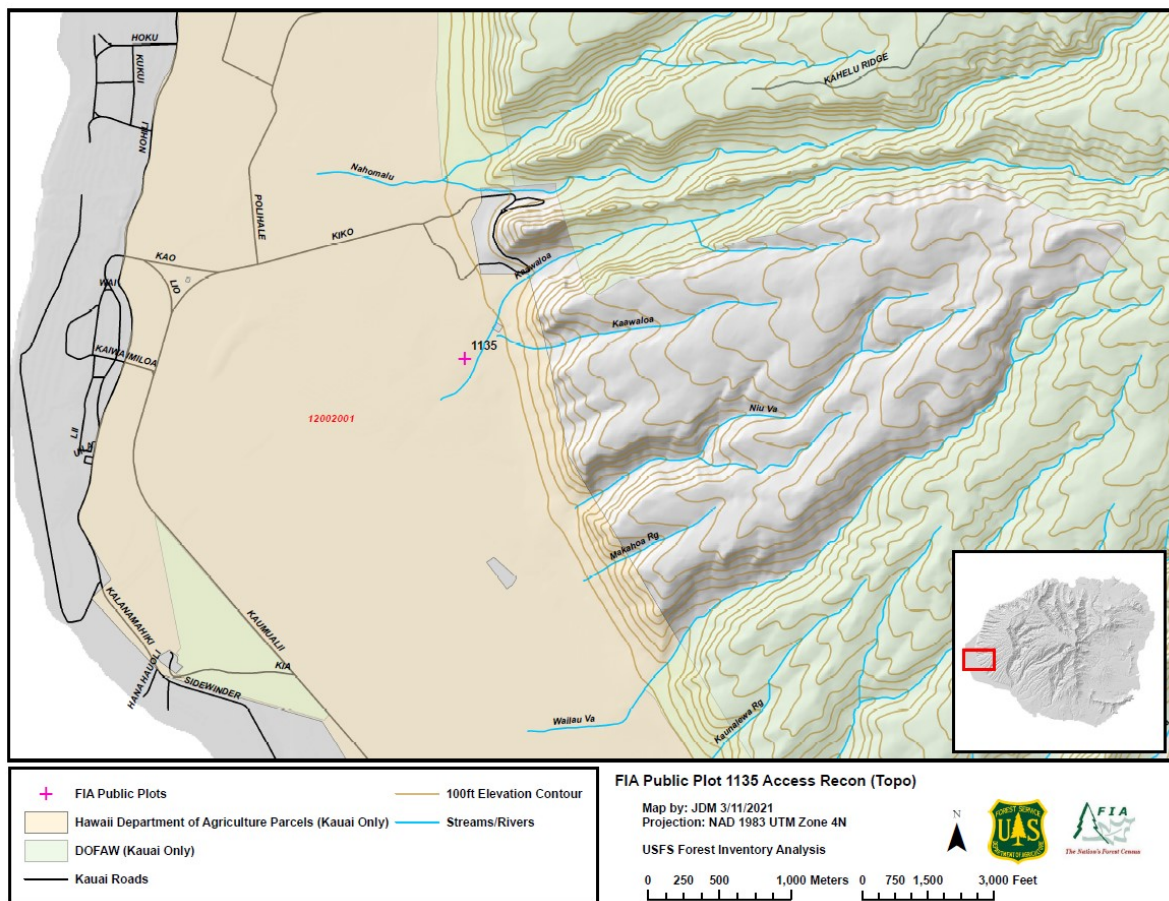 HOKU
KUKUI
IMIHON
KAHELU RIDGE
Nahomalu
POLIHALE
KIKO
KAO
Kaawaloa
LIO
WAI
Kaawaloa
1135
KAIWAIMILOA
Niu Va
12002001
LII
Makahoa Rg
KALANAMAHIKI
KAUMUALII
KIA
HANA HAUOLI
SIDEWINDER
Wailau Va
Kaunalewa Rg
FIA Public Plots
Hawaii Department of Agriculture Parcels (Kauai Only)
DOFAW (Kauai Only)
Kauai Roads
100ft Elevation Contour
Streams/Rivers
FIA Public Plot 1135 Access Recon (Topo)
Map by: JDM 3/11/2021
Projection: NAD 1983 UTM Zone 4N
USFS Forest Inventory Analysis
N
FOREST SERVICE
US
DEPARTMENT OF AGRICULTURE
FIA
The Nation's Forest Census
0 250 500 1,000 Meters
0 750 1,500 3,000 Feet